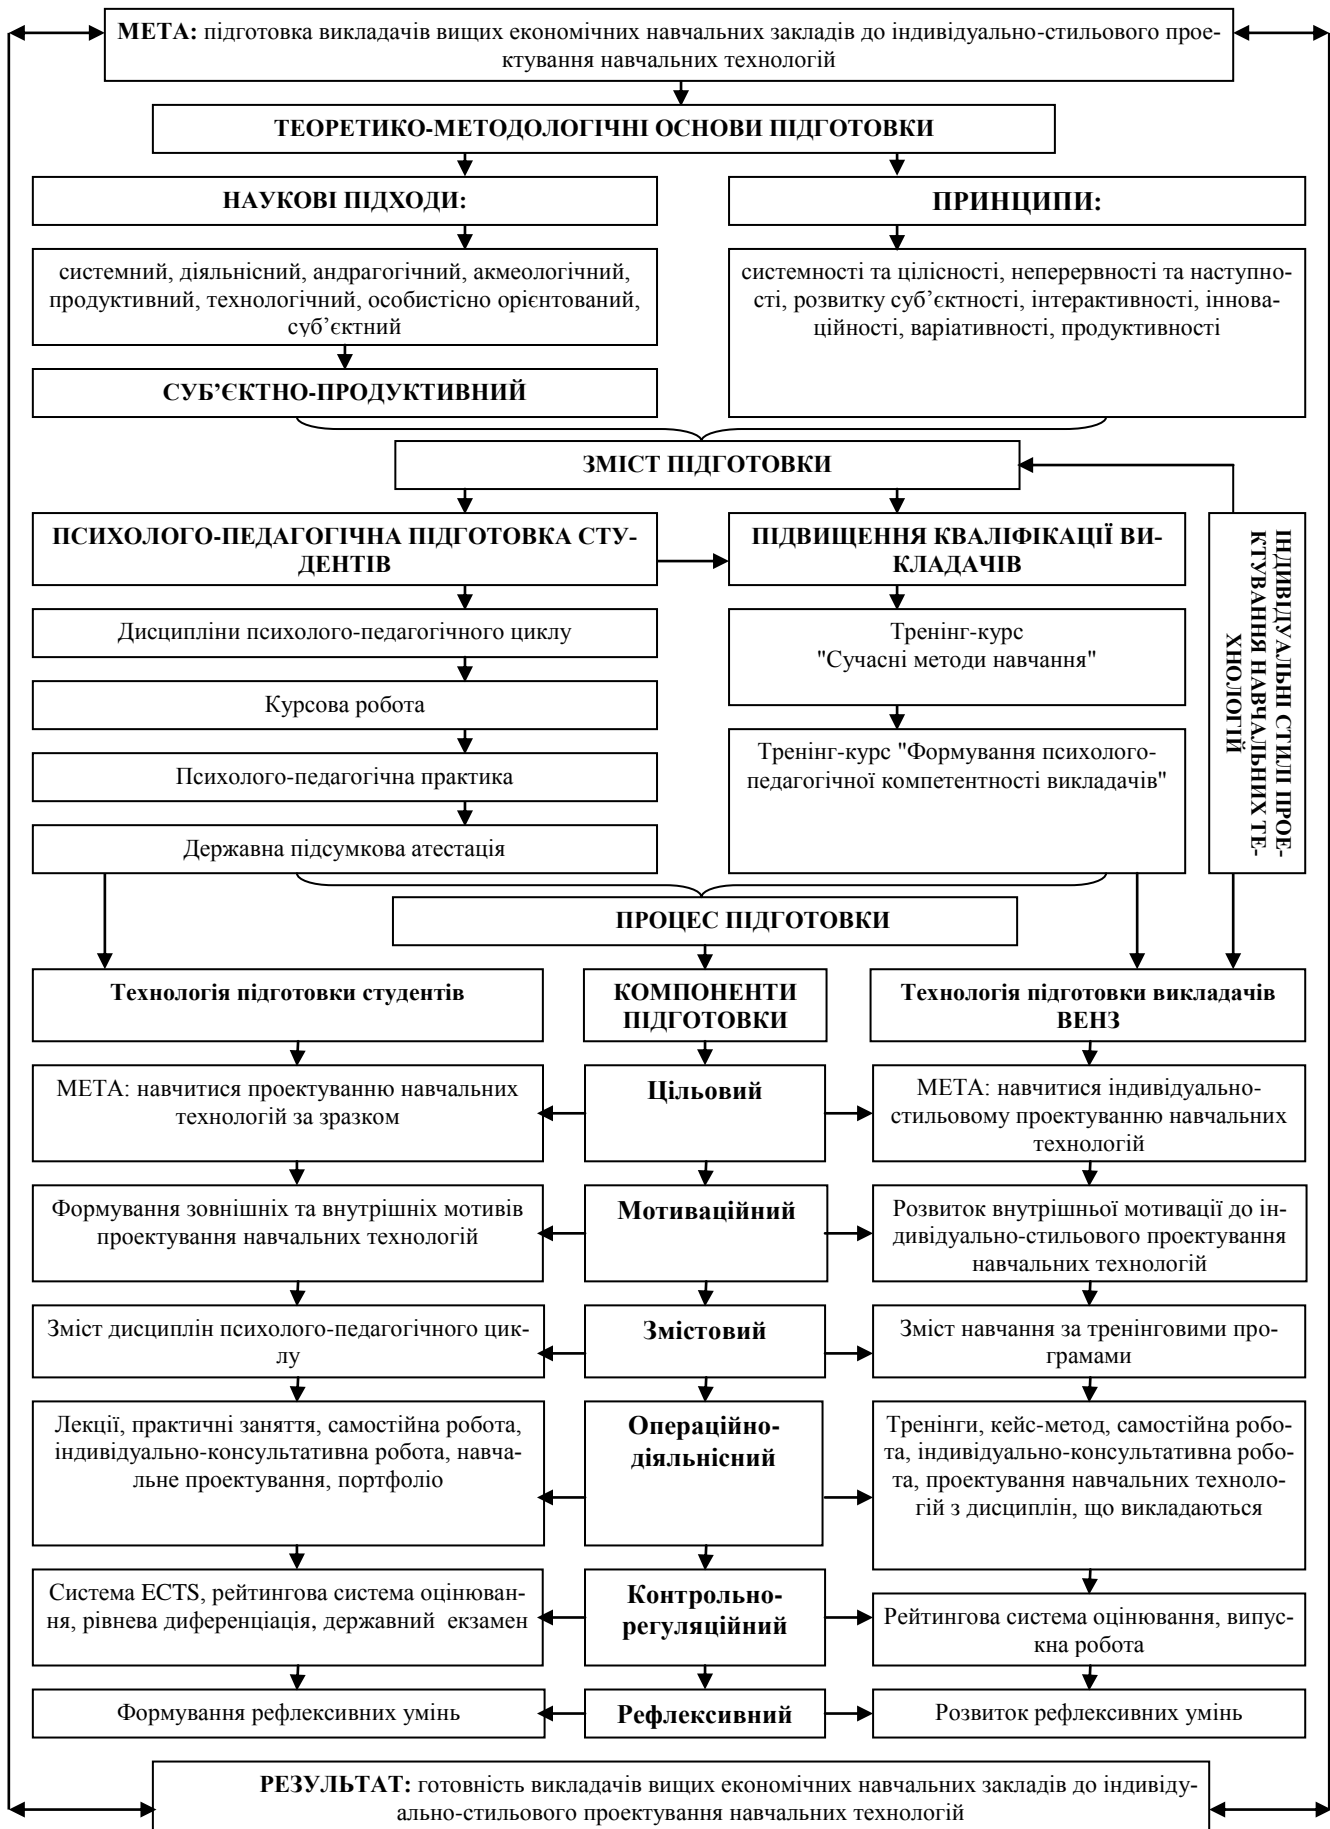 МЕТА: підготовка викладачів вищих економічних навчальних закладів до індивідуально-стильового прое-
ктування навчальних технологій
ТЕОРЕТИКО-МЕТОДОЛОГІЧНІ ОСНОВИ ПІДГОТОВКИ
НАУКОВІ ПІДХОДИ:
ПРИНЦИПИ:
системний, діяльнісний, андрагогічний, акмеологічний,
продуктивний, технологічний, особистісно орієнтований,
суб’єктний
системності та цілісності, неперервності та наступно-
сті, розвитку суб’єктності, інтерактивності, іннова-
ційності, варіативності, продуктивності
СУБ’ЄКТНО-ПРОДУКТИВНИЙ
ЗМІСТ ПІДГОТОВКИ
ПСИХОЛОГО-ПЕДАГОГІЧНА ПІДГОТОВКА СТУ-
ДЕНТІВ
ПІДВИЩЕННЯ КВАЛІФІКАЦІЇ ВИ-
КЛАДАЧІВ
ІНДИВІДУАЛЬНІ СТИЛІ ПРОЕ-
КТУВАННЯ НАВЧАЛЬНИХ ТЕ-
ХНОЛОГІЙ
Дисципліни психолого-педагогічного циклу
Тренінг-курс
"Сучасні методи навчання"
Курсова робота
Психолого-педагогічна практика
Тренінг-курс "Формування психолого-
педагогічної компетентності викладачів"
Державна підсумкова атестація
ПРОЦЕС ПІДГОТОВКИ
Технологія підготовки студентів
КОМПОНЕНТИ
ПІДГОТОВКИ
Технологія підготовки викладачів
ВЕНЗ
МЕТА: навчитися проектуванню навчальних
технологій за зразком
Цільовий
МЕТА: навчитися індивідуально-
стильовому проектуванню навчальних
технологій
Формування зовнішніх та внутрішніх мотивів
проектування навчальних технологій
Мотиваційний
Розвиток внутрішньої мотивації до ін-
дивідуально-стильового проектування
навчальних технологій
Зміст дисциплін психолого-педагогічного цик-
лу
Змістовий
Зміст навчання за тренінговими про-
грамами
Лекції, практичні заняття, самостійна робота,
індивідуально-консультативна робота, навча-
льне проектування, портфоліо
Операційно-
діяльнісний
Тренінги, кейс-метод, самостійна робо-
та, індивідуально-консультативна робо-
та, проектування навчальних техноло-
гій з дисциплін, що викладаються
Система ECTS, рейтингова система оцінюван-
ня, рівнева диференціація, державний екзамен
Контрольно-
регуляційний
Рейтингова система оцінювання, випус-
кна робота
Формування рефлексивних умінь
Рефлексивний
Розвиток рефлексивних умінь
РЕЗУЛЬТАТ: готовність викладачів вищих економічних навчальних закладів до індивіду-
ально-стильового проектування навчальних технологій